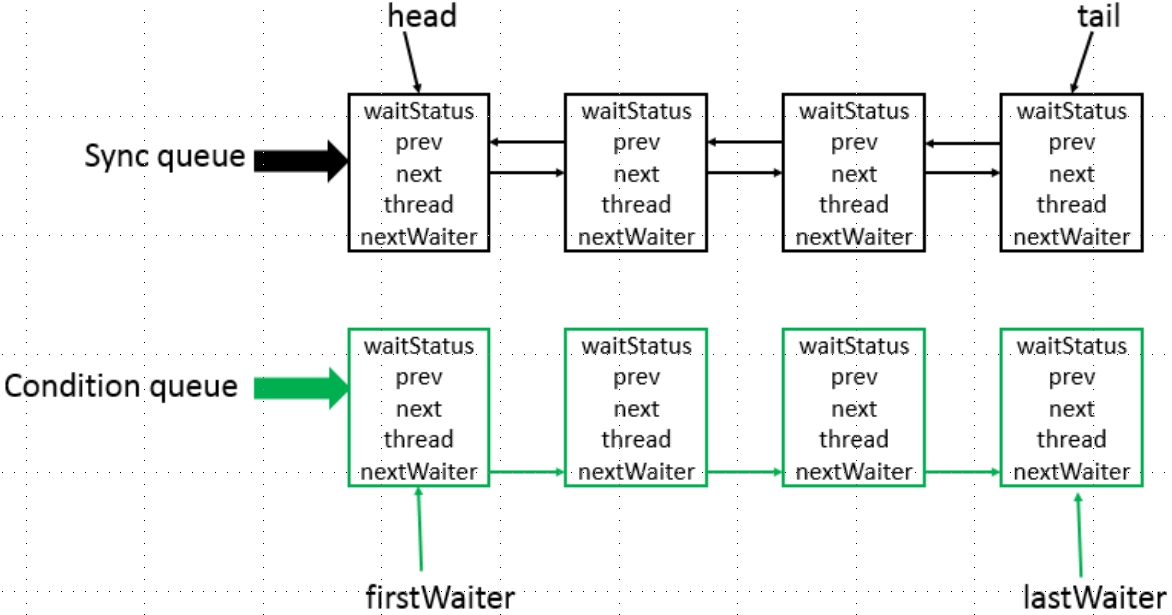 head
tail
Sync queue
waitStatus
prev
next
thread
nextWaiter
waitStatus
prev
next
thread
nextWaiter
waitStatus
prev
next
thread
nextWaiter
waitStatus
prev
next
thread
nextWaiter
Condition queue
waitStatus
prev
next
thread
nextWaiter
waitStatus
prev
next
thread
nextWaiter
waitStatus
prev
next
thread
nextWaiter
waitStatus
prev
next
thread
nextWaiter
firstWaiter
lastWaiter